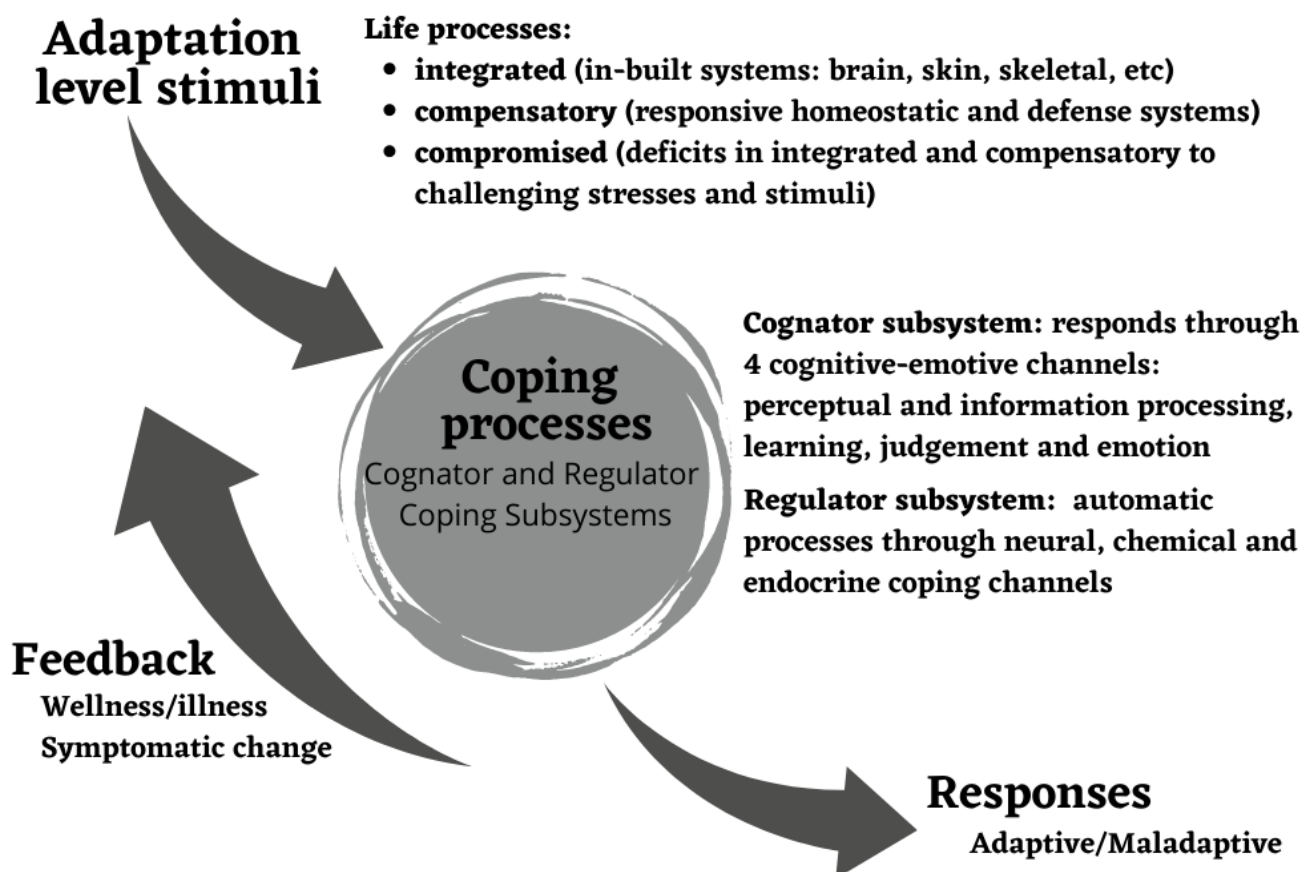 Adaptation
level stimuli
Life processes:
• integrated (in-built systems: brain, skin, skeletal, etc)
• compensatory (responsive homeostatic and defense systems)
• compromised (deficits in integrated and compensatory to
challenging stresses and stimuli)
Coping
processes
Cognator and Regulator
Coping Subsystems
Cognator subsystem: responds through
4 cognitive-emotive channels:
perceptual and information processing,
learning, judgement and emotion
Regulator subsystem: automatic
processes through neural, chemical and
endocrine coping channels
Feedback
Wellness/illness
Symptomatic change
Responses
Adaptive/Maladaptive